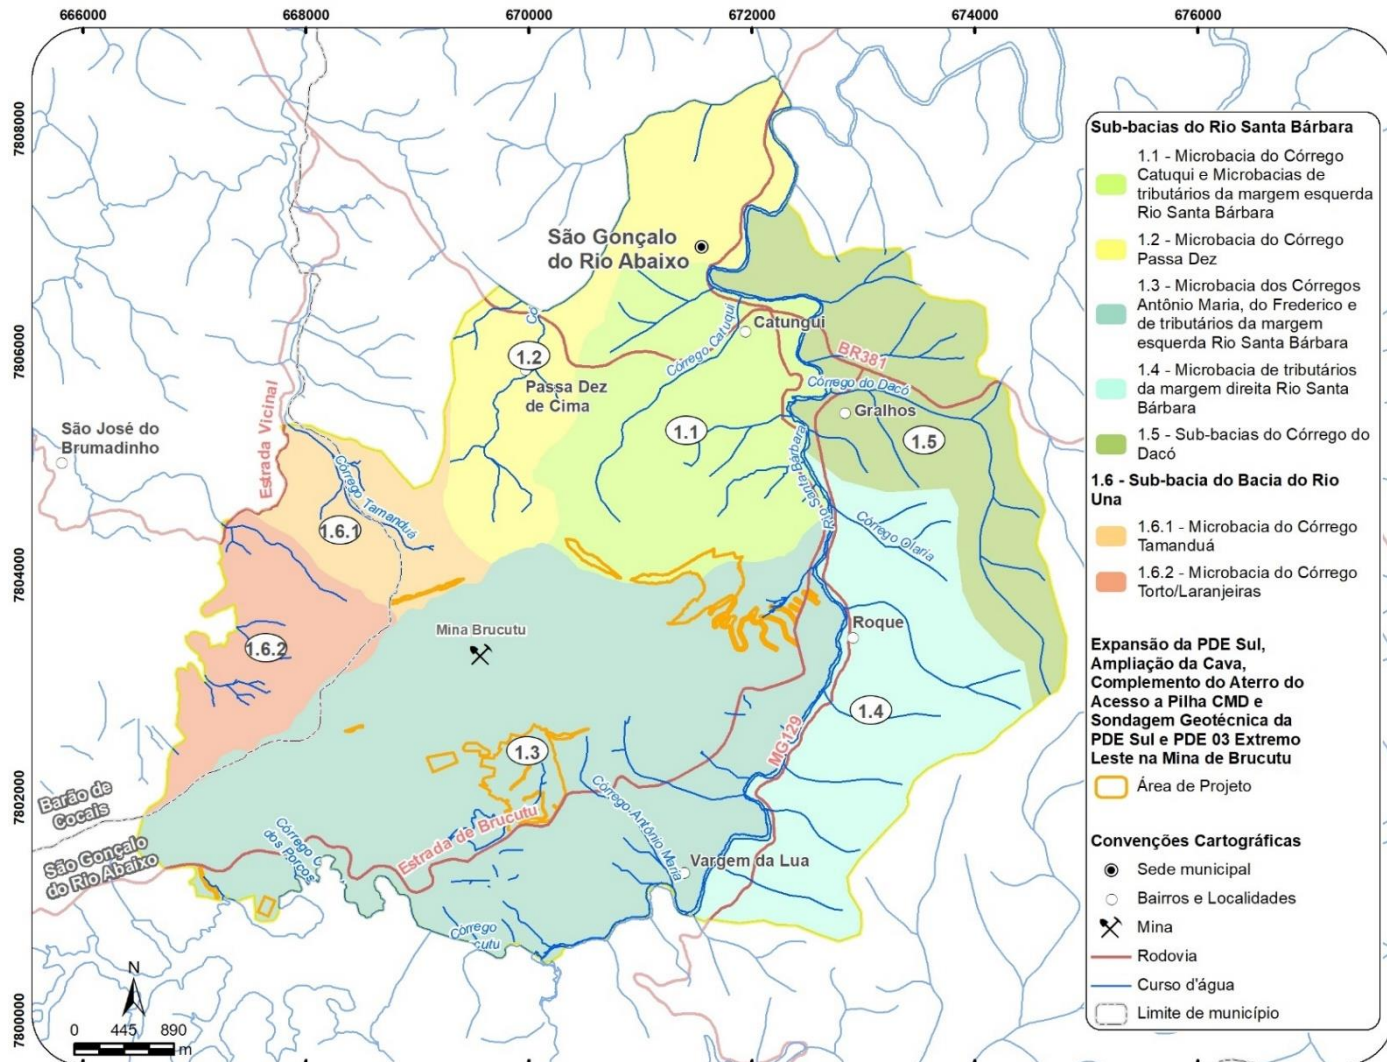 666000
668000
670000
672000
674000
676000
7808000
7806000
7804000
7802000
7800000
São Gonçalo
do Rio Abaixo
Catungui
Córrego Catuqui
BR381
Córrego do Dacó
Gralhos
1.2
Passa Dez
de Cima
Co
1.1
1.5
São José do
Brumadinho
Estrada Vicinal
Córrego Tamanduá
1.6.1
Rio Santa Bárbara
Córrego Olaria
1.6.2
Mina Brucutu
Roque
1.4
1.3
MG129
Córrego Antônio Maria
Estrada de Brucutu
Barão de
Cocais
São Gonçalo
do Rio Abaixo
Córrego C
dos Porcos
Vargem da Lua
Córrego
cutu
N
0 445 890
m
Sub-bacias do Rio Santa Bárbara
1.1 - Microbacia do Córrego
Catuqui e Microbacias de
tributários da margem esquerda
Rio Santa Bárbara
1.2 - Microbacia do Córrego
Passa Dez
1.3 - Microbacia dos Córregos
Antônio Maria, do Frederico e
de tributários da margem
esquerda Rio Santa Bárbara
1.4 - Microbacia de tributários
da margem direita Rio Santa
Bárbara
1.5 - Sub-bacias do Córrego do
Dacó
1.6 - Sub-bacia do Bacia do Rio
Una
1.6.1 - Microbacia do Córrego
Tamanduá
1.6.2 - Microbacia do Córrego
Torto/Laranjeiras
Expansão da PDE Sul,
Ampliação da Cava,
Complemento do Aterro do
Acesso a Pilha CMD e
Sondagem Geotécnica da
PDE Sul e PDE 03 Extremo
Leste na Mina de Brucutu
Área de Projeto
Convenções Cartográficas
Sede municipal
Bairros e Localidades
Mina
Rodovia
Curso d'água
Limite de município